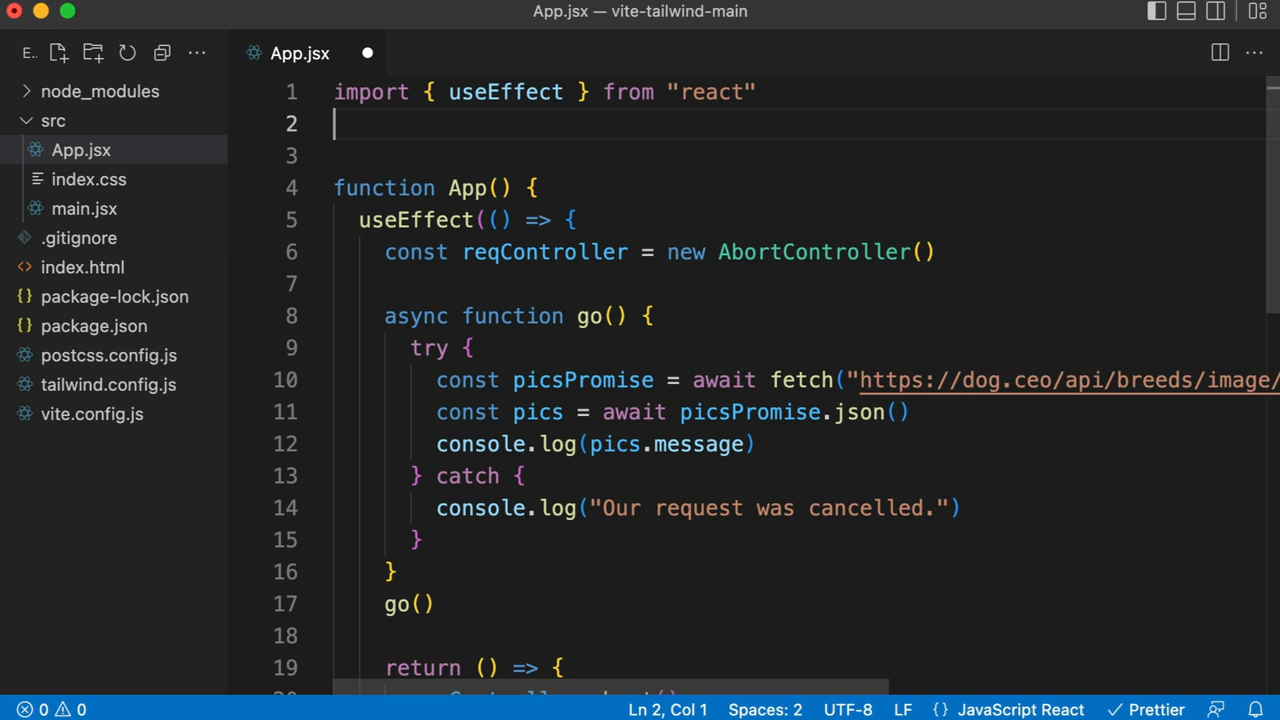 App.jsx — vite-tailwind-main
E..
App.jsx
node_modules
src
App.jsx
index.css
main.jsx
.gitignore
index.html
package-lock.json
package.json
postcss.config.js
tailwind.config.js
vite.config.js
1 import { useEffect } from "react"
2
3
4 function App() {
5 useEffect(() => {
6 const reqController = new AbortController()
7
8 async function go() {
9 try {
10 const picsPromise = await fetch("https://dog.ceo/api/breeds/image/
11 const pics = await picsPromise.json()
12 console.log(pics.message)
13 } catch {
14 console.log("Our request was cancelled.")
15 }
16 }
17 go()
18
19 return () => {
0 0 Ln 2, Col 1 Spaces: 2 UTF-8 LF {} JavaScript React Prettier